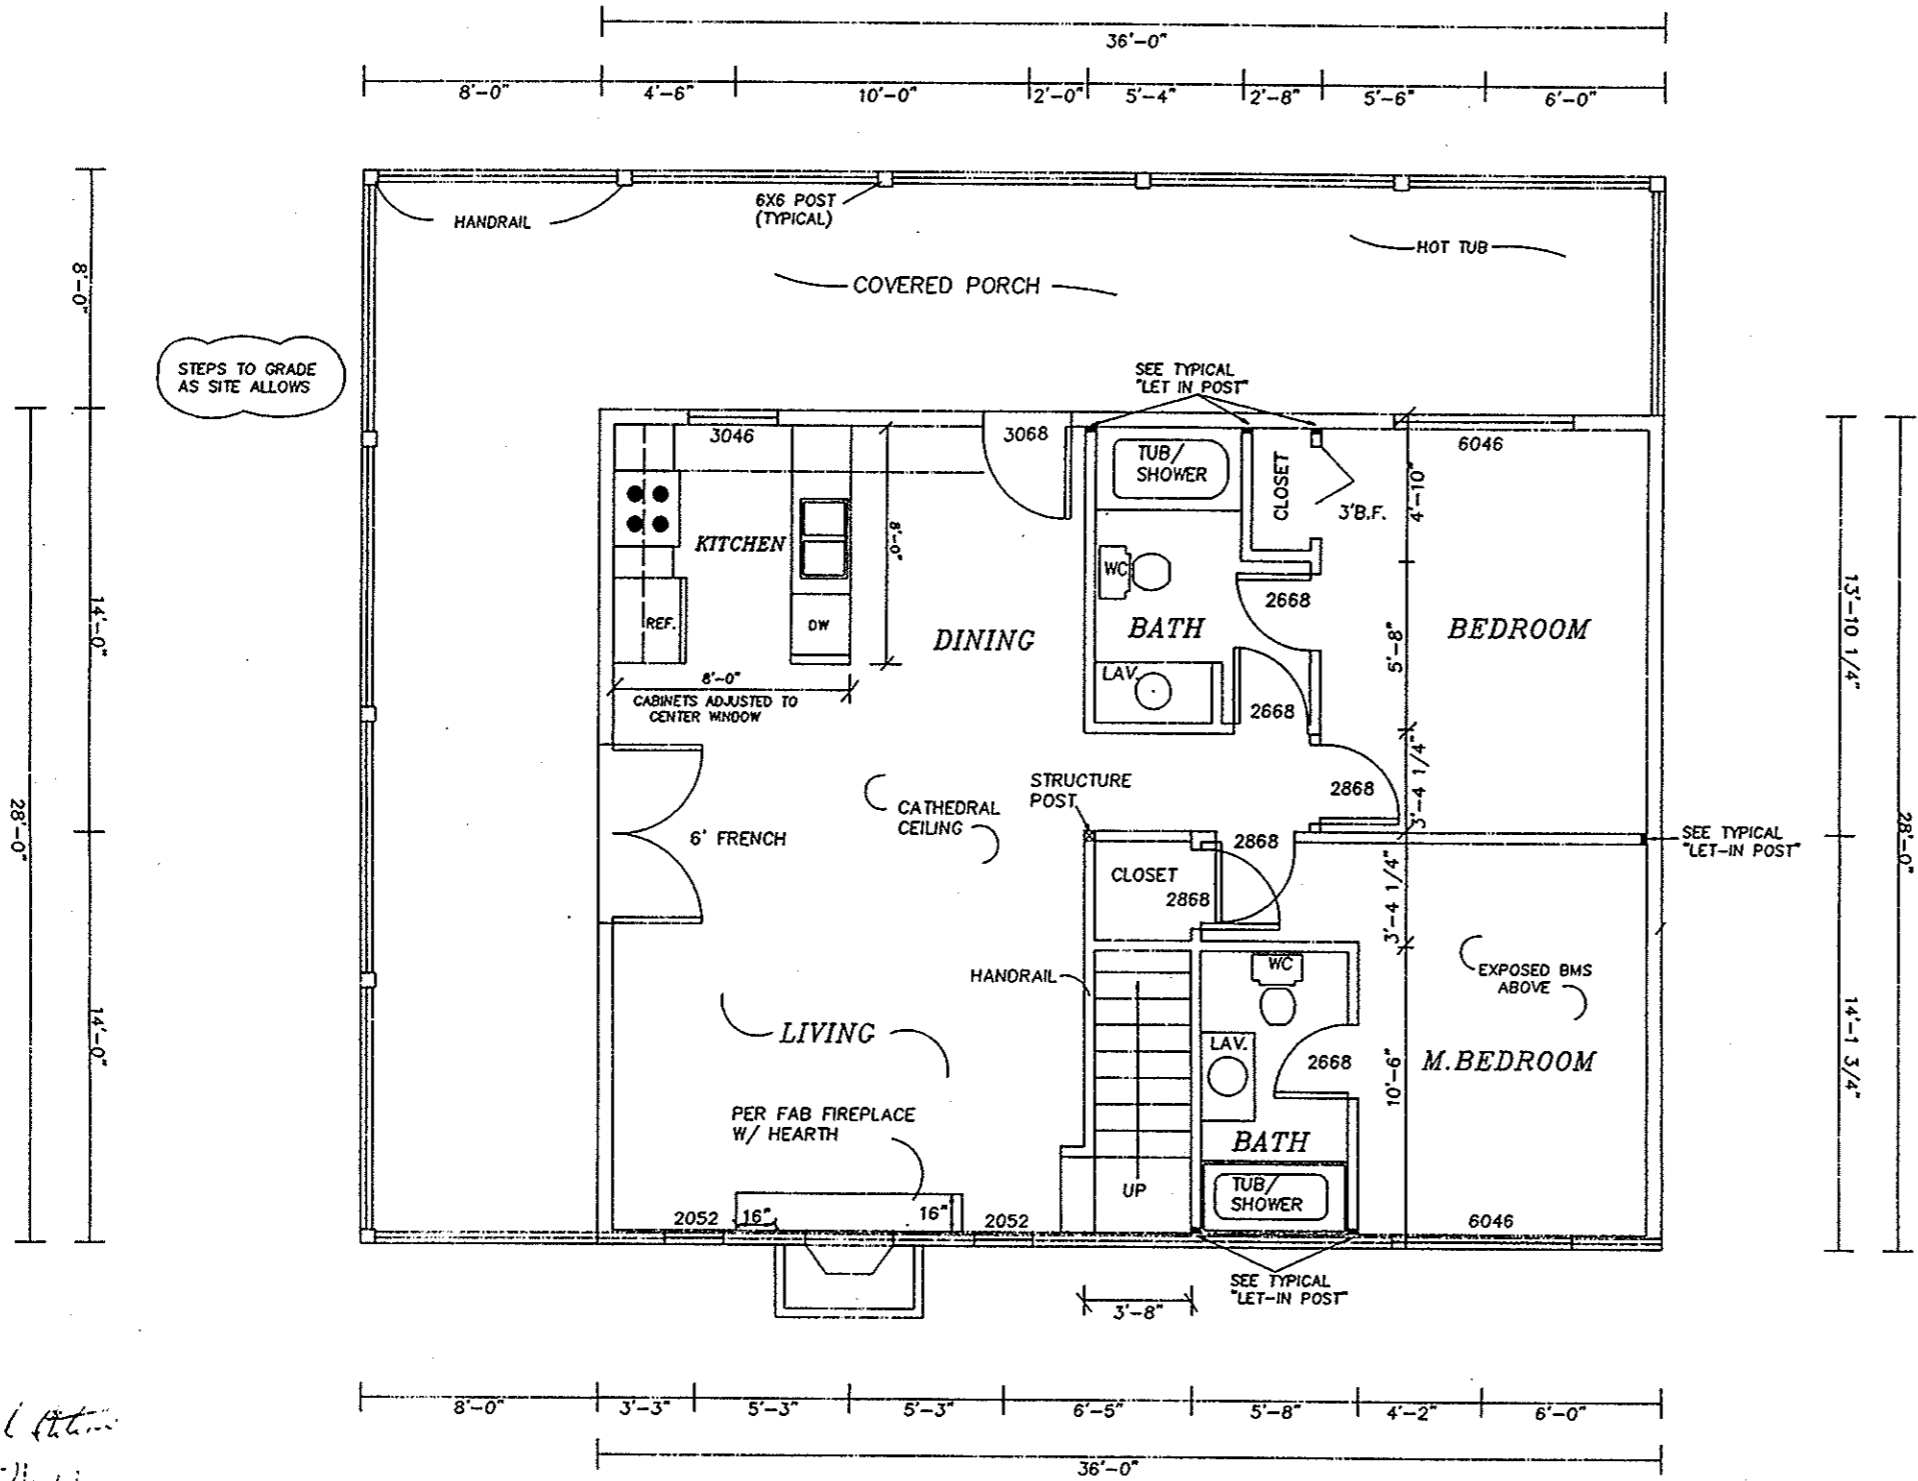 36'-0"
8'-0" 4'-6" 10'-0" 2'-0" 5'-4" 2'-8" 5'-6" 6'-0"
HANDRAIL
6X6 POST
(TYPICAL)
HOT TUB
COVERED PORCH
8'-0"
STEPS TO GRADE
AS SITE ALLOWS
SEE TYPICAL
"LET IN POST"
3046
3068
TUB/
SHOWER
CLOSET
3'B.F.
6046
4'-10"
KITCHEN
8'-0"
WC
2668
REF.
DW
DINING
BATH
5'-8"
BEDROOM
13'-10 1/4"
14'-0"
8'-0"
CABINETS ADJUSTED TO
CENTER WINDOW
LAV.
2668
STRUCTURE
POST
2868
3'-4 1/4"
28'-0"
CATHEDRAL
CEILING
6' FRENCH
2868
SEE TYPICAL
"LET-IN POST"
28'-0"
CLOSET
2868
3'-4 1/4"
HANDRAIL
WC
EXPOSED BMS
ABOVE
14'-0"
LIVING
LAV.
2668
10'-6"
M.BEDROOM
14'-1 3/4"
PER FAB FIREPLACE
W/ HEARTH
BATH
UP
TUB/
SHOWER
2052 16" 16" 2052
6046
SEE TYPICAL
"LET-IN POST"
3'-8"
8'-0" 3'-3" 5'-3" 5'-3" 6'-5" 5'-8" 4'-2" 6'-0"
36'-0"